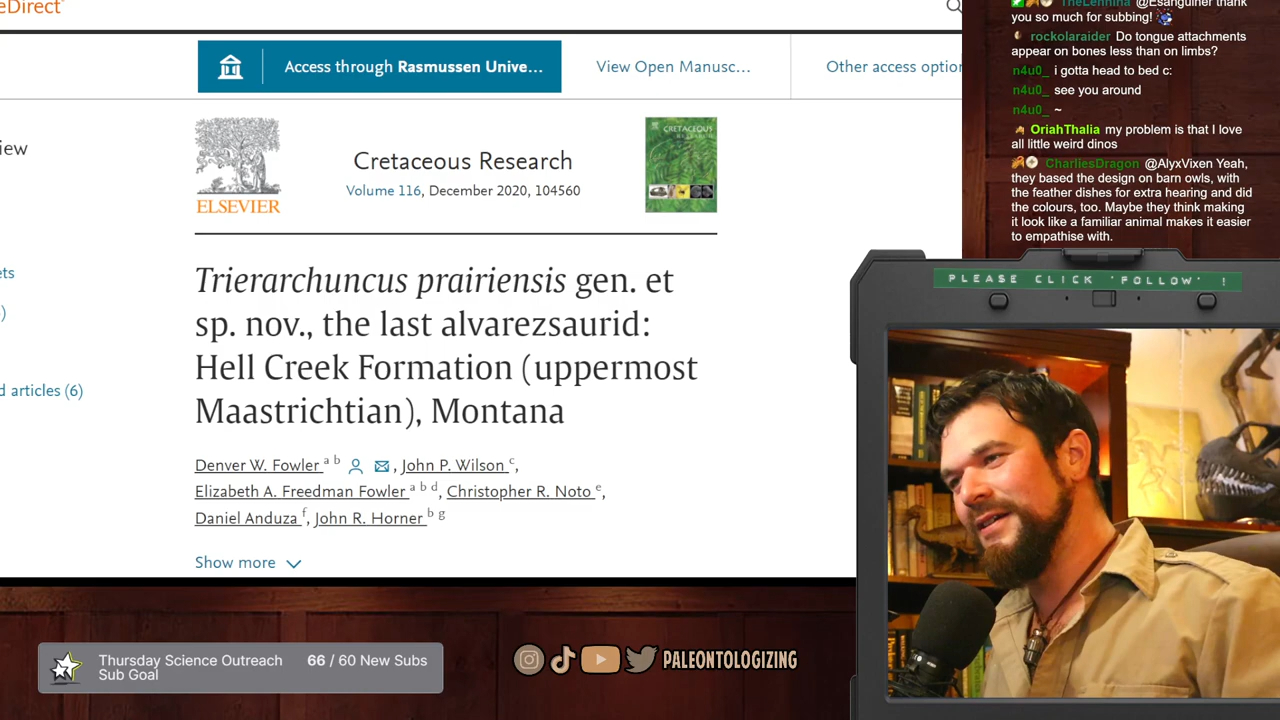 eDirect
Access through Rasmussen Unive...
View Open Manusc...
Other access option
iew
ELSEVIER
Cretaceous Research
Volume 116, December 2020, 104560
CRETACEOUS
Trierarchuncus prairiensis gen. et
sp. nov., the last alvarezsaurid:
Hell Creek Formation (uppermost
Maastrichtian), Montana
ets
)
d articles (6)
Denver W. Fowler a b , John P. Wilson c,
Elizabeth A. Freedman Fowler a b d, Christopher R. Noto e,
Daniel Anduza f, John R. Horner b g
Show more
TheLennina @Esanguiner thank
you so much for subbing!
rockolaraider Do tongue attachments
appear on bones less than on limbs?
n4u0_ i gotta head to bed c:
n4u0_ see you around
n4u0_ ~
OriahThalia my problem is that I love
all little weird dinos
CharliesDragon @AlyxVixen Yeah,
they based the design on barn owls, with
the feather dishes for extra hearing and did
the colours, too. Maybe they think making
it look like a familiar animal makes it easier
to empathise with.
PLEASE CLICK 'FOLLOW' !
Thursday Science Outreach
Sub Goal
66 / 60 New Subs
PALEONTOLOGIZING